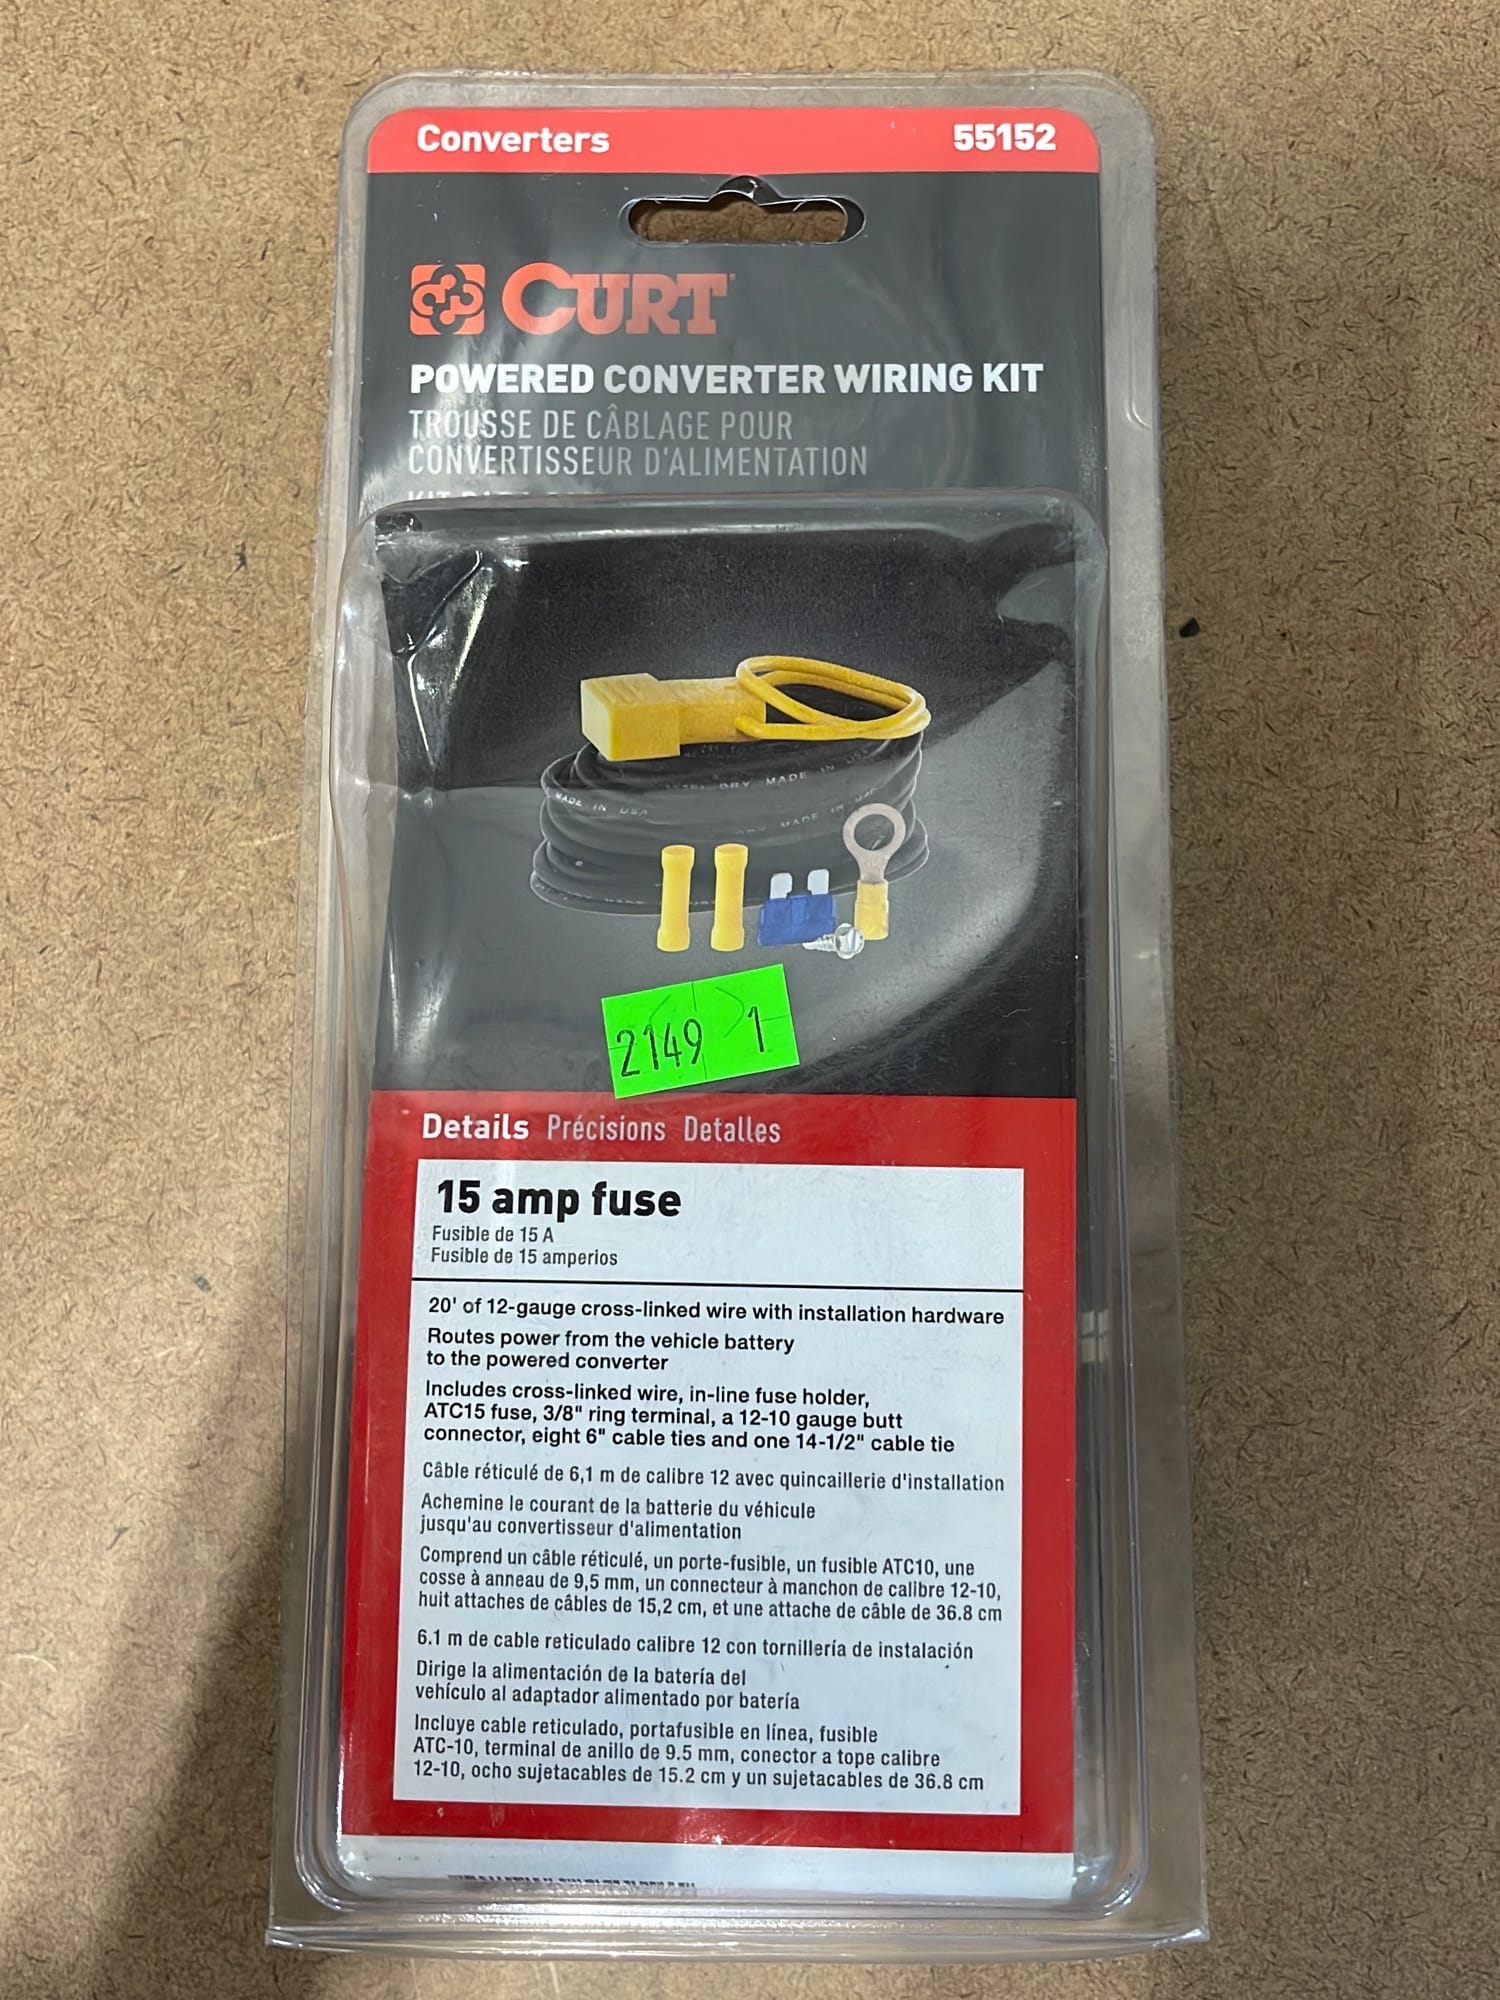 Converters 55152
CURT
POWERED CONVERTER WIRING KIT
TROUSSE DE CÂBLAGE POUR
CONVERTISSEUR D'ALIMENTATION
DRY MADE IN USA
MADE IN USA
MADE IN
2149 1
Details Précisions Detalles
15 amp fuse
Fusible de 15 A
Fusible de 15 amperios
20' of 12-gauge cross-linked wire with installation hardware
Routes power from the vehicle battery
to the powered converter
Includes cross-linked wire, in-line fuse holder,
ATC15 fuse, 3/8" ring terminal, a 12-10 gauge butt
connector, eight 6" cable ties and one 14-1/2" cable tie
Câble réticulé de 6,1 m de calibre 12 avec quincaillerie d'installation
Achemine le courant de la batterie du véhicule
jusqu'au convertisseur d'alimentation
Comprend un câble réticulé, un porte-fusible, un fusible ATC10, une
cosse à anneau de 9,5 mm, un connecteur à manchon de calibre 12-10,
huit attaches de câbles de 15,2 cm, et une attache de câble de 36.8 cm
6.1 m de cable reticulado calibre 12 con tornillería de instalación
Dirige la alimentación de la batería del
vehículo al adaptador alimentado por batería
Incluye cable reticulado, portafusible en línea, fusible
ATC-10, terminal de anillo de 9.5 mm, conector a tope calibre
12-10, ocho sujetacables de 15.2 cm y un sujetacables de 36.8 cm